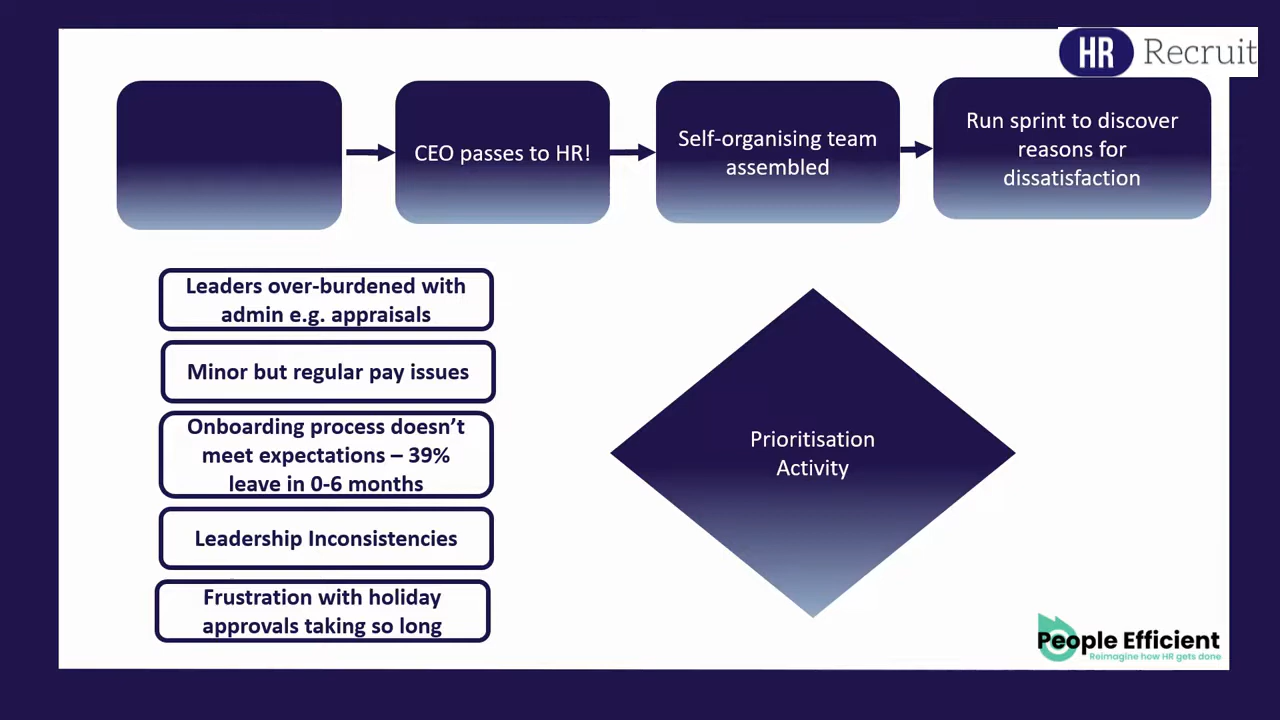 HR Recruit
CEO passes to HR!
Self-organising team
assembled
Run sprint to discover
reasons for
dissatisfaction
Leaders over-burdened with
admin e.g. appraisals
Minor but regular pay issues
Onboarding process doesn’t
meet expectations – 39%
leave in 0-6 months
Leadership Inconsistencies
Frustration with holiday
approvals taking so long
Prioritisation
Activity
People Efficient
Reimagine how HR gets done